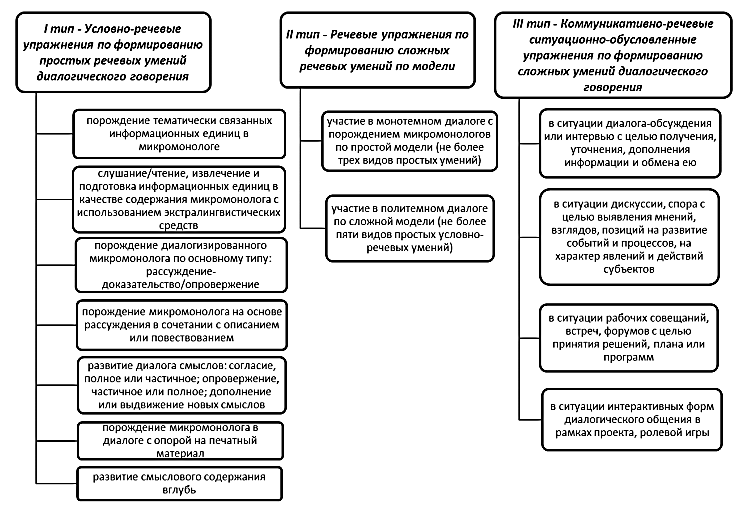 I тип - Условно-речевые
упражнения по формированию
простых речевых умений
диалогического говорения
порождение тематически связанных
информационных единиц в
микромонологе
слушание/чтение, извлечение и
подготовка информационных единиц в
качестве содержания микромонолога с
использованием экстралингвистических
средств
порождение диалогизированного
микромонолога по основному типу:
рассуждение-
доказательство/опровержение
порождение микромонолога на основе
рассуждения в сочетании с описанием
или повествованием
развитие диалога смыслов: согласие,
полное или частичное; опровержение,
частичное или полное; дополнение
или выдвижение новых смыслов
порождение микромонолога в
диалоге с опорой на печатный
материал
развитие смыслового содержания
вглубь
II тип - Речевые упражнения по
формированию сложных
речевых умений по модели
участие в монотемном диалоге с
порождением микромонологов
по простой модели (не более
трех видов простых умений)
участие в политемном диалоге
по сложной модели (не более
пяти видов простых условно-
речевых умений)
III тип - Коммуникативно-речевые
ситуационно-обусловленные
упражнения по формированию
сложных умений диалогического
говорения
в ситуации диалога-обсуждения
или интервью с целью получения,
уточнения, дополнения
информации и обмена ею
в ситуации дискуссии, спора с
целью выявления мнений,
взглядов, позиций на развитие
событий и процессов, на
характер явлений и действий
субъектов
в ситуации рабочих совещаний,
встреч, форумов с целью
принятия решений, плана или
программ
в ситуации интерактивных форм
диалогического общения в
рамках проекта, ролевой игры